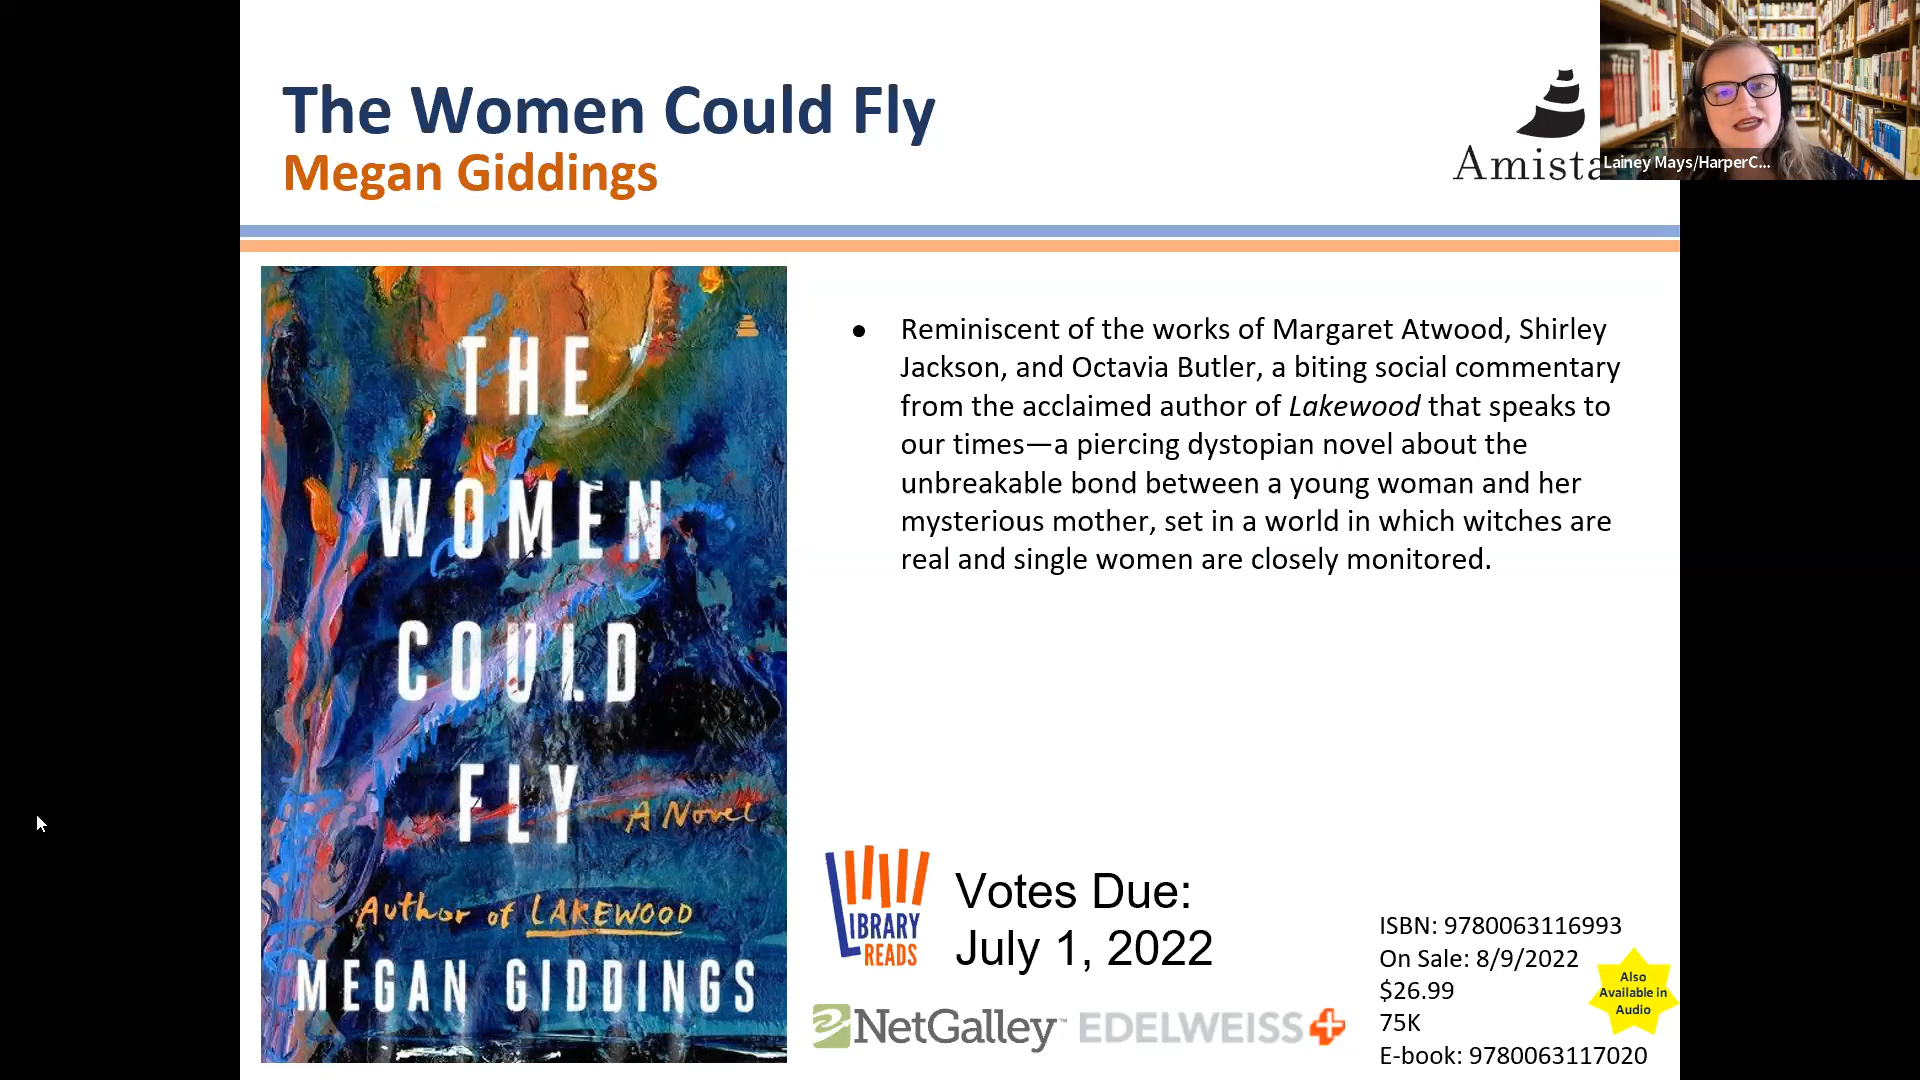 The Women Could Fly
Megan Giddings
Amista
Lainey Mays/HarperC...
THE
WOMEN
COULD
FLY
A Novel
Author of LAKEWOOD
MEGAN GIDDINGS
● Reminiscent of the works of Margaret Atwood, Shirley
Jackson, and Octavia Butler, a biting social commentary
from the acclaimed author of Lakewood that speaks to
our times—a piercing dystopian novel about the
unbreakable bond between a young woman and her
mysterious mother, set in a world in which witches are
real and single women are closely monitored.
LIBRARY
READS
Votes Due:
July 1, 2022
NetGalley™
EDELWEISS+
ISBN: 9780063116993
On Sale: 8/9/2022
$26.99
75K
E-book: 9780063117020
Also
Available in
Audio